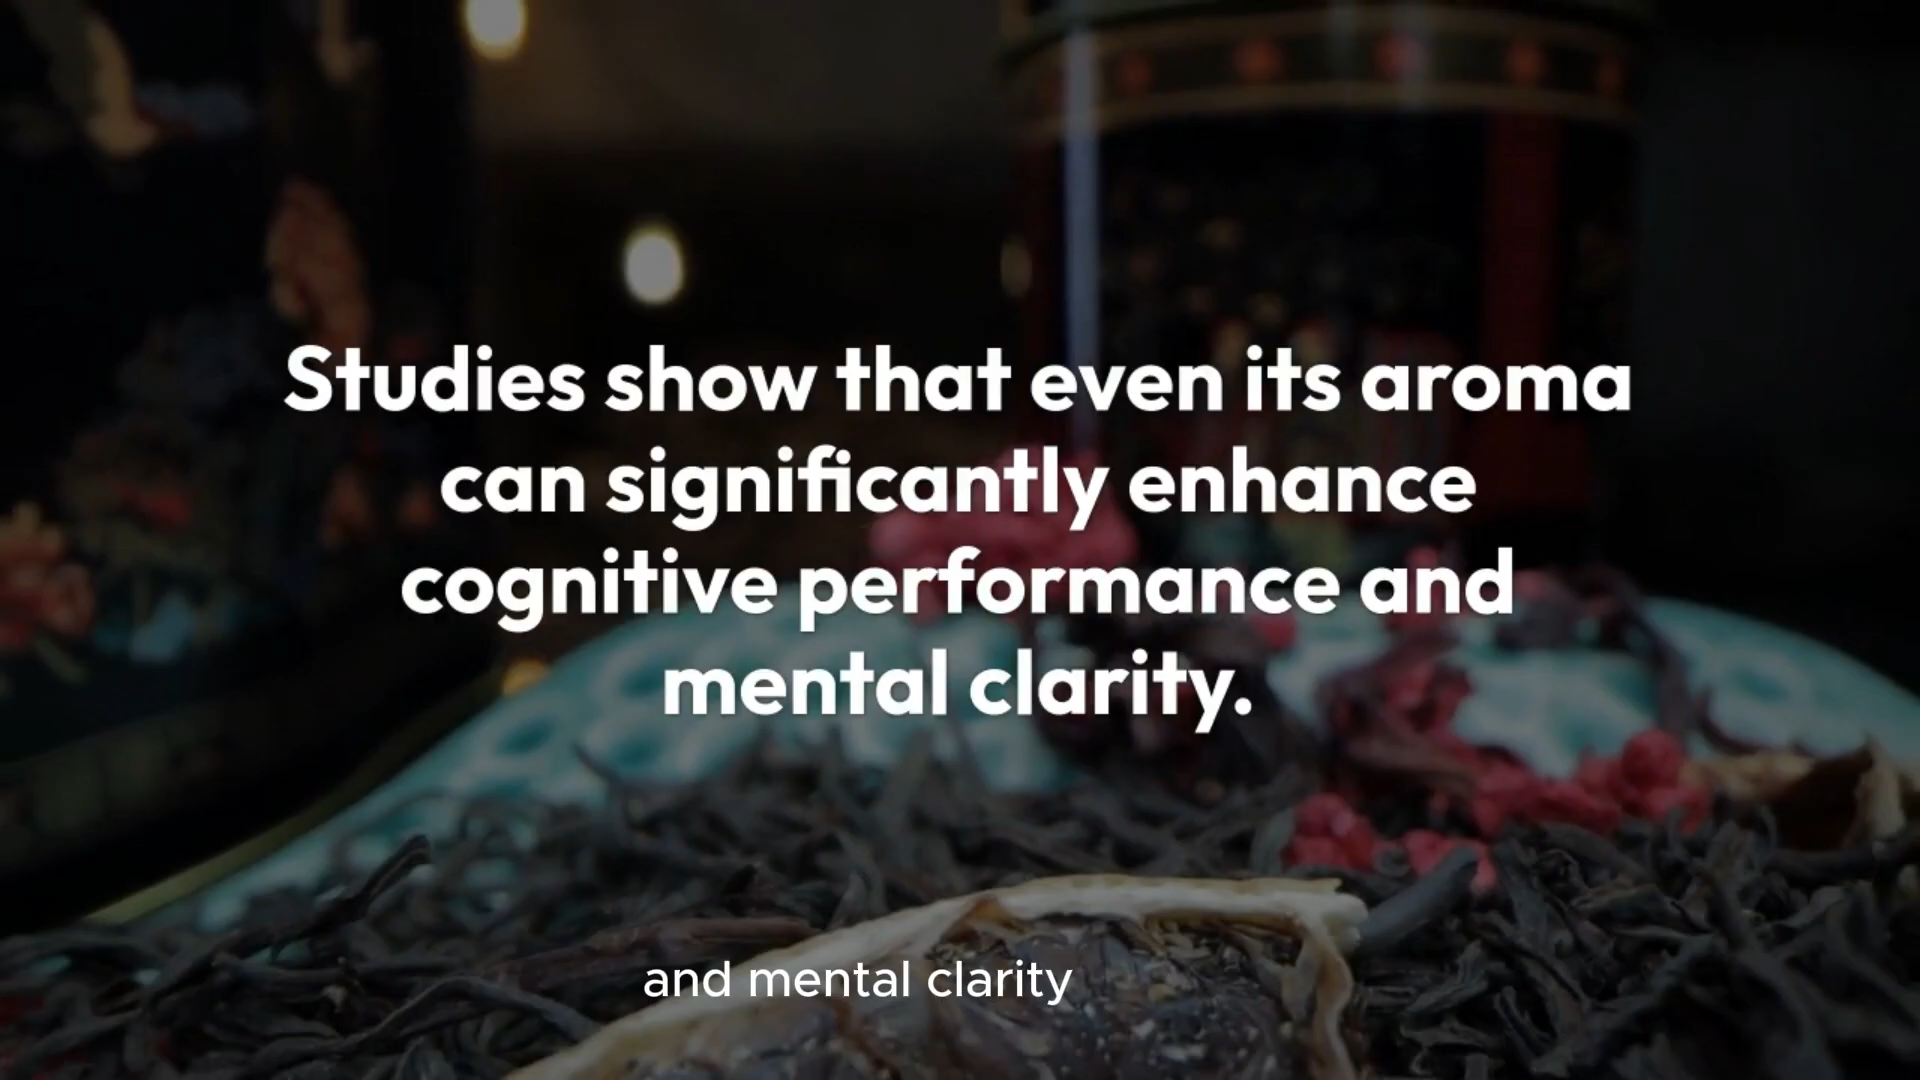 Studies show that even its aroma
can significantly enhance
cognitive performance and
mental clarity.
and mental clarity